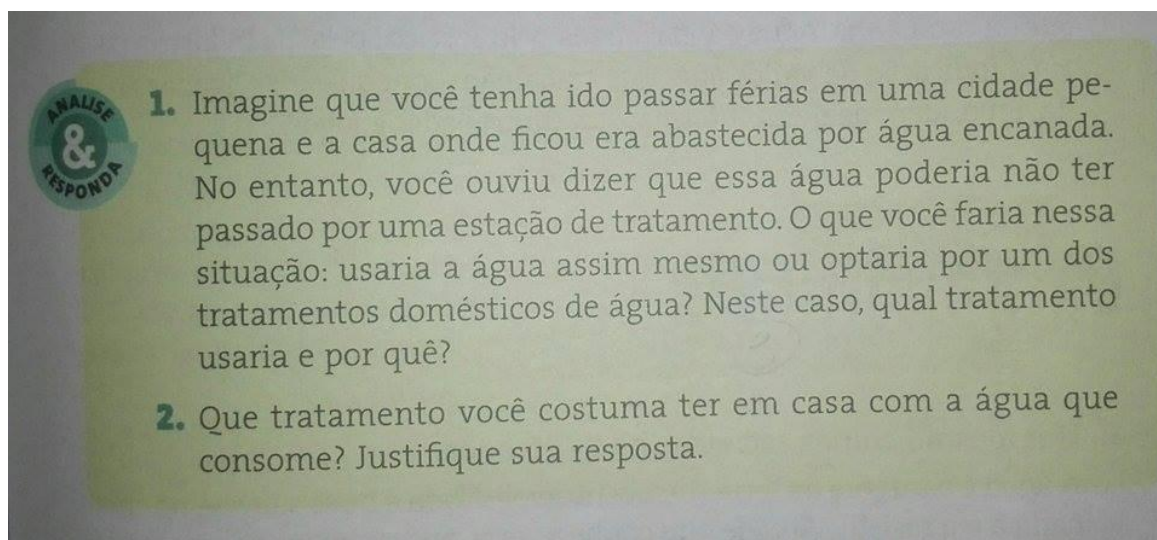 ANALISE
&
RESPONDA
1. Imagine que você tenha ido passar férias em uma cidade pe-
quena e a casa onde ficou era abastecida por água encanada.
No entanto, você ouviu dizer que essa água poderia não ter
passado por uma estação de tratamento. O que você faria nessa
situação: usaria a água assim mesmo ou optaria por um dos
tratamentos domésticos de água? Neste caso, qual tratamento
usaria e por quê?
2. Que tratamento você costuma ter em casa com a água que
consome? Justifique sua resposta.